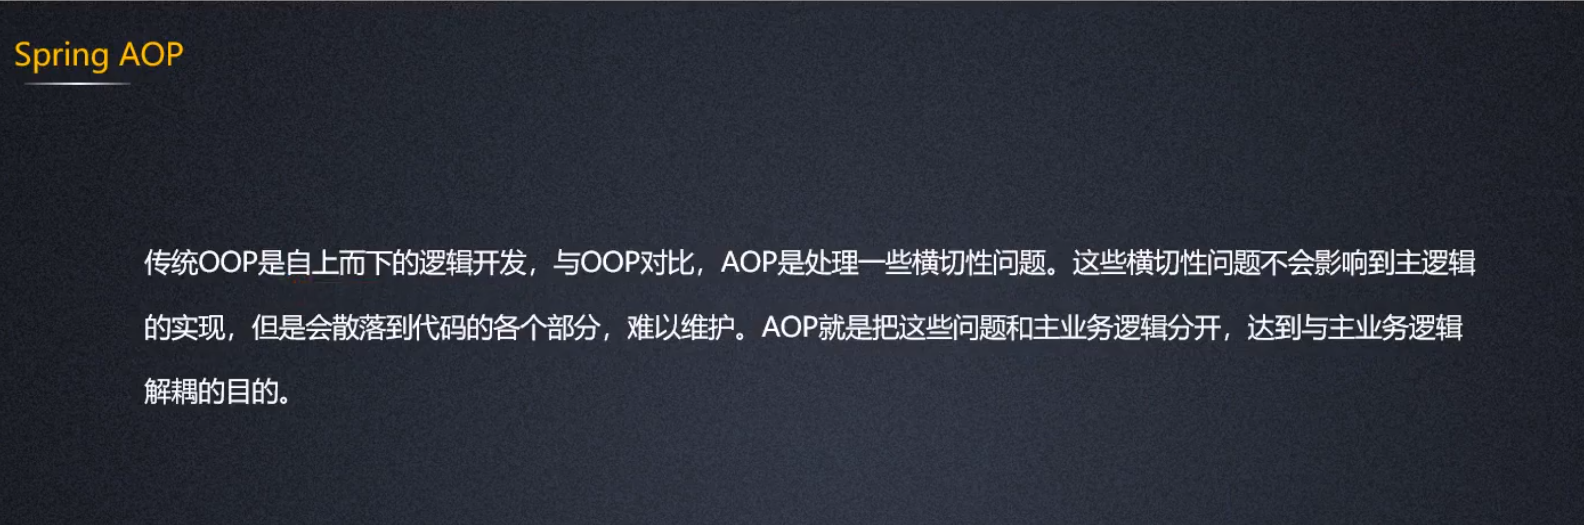 Spring AOP
传统OOP是自上而下的逻辑开发，与OOP对比，AOP是处理一些横切性问题。这些横切性问题不会影响到主逻辑
的实现，但是会散落到代码的各个部分，难以维护。AOP就是把这些问题和主业务逻辑分开，达到与主业务逻辑
解耦的目的。